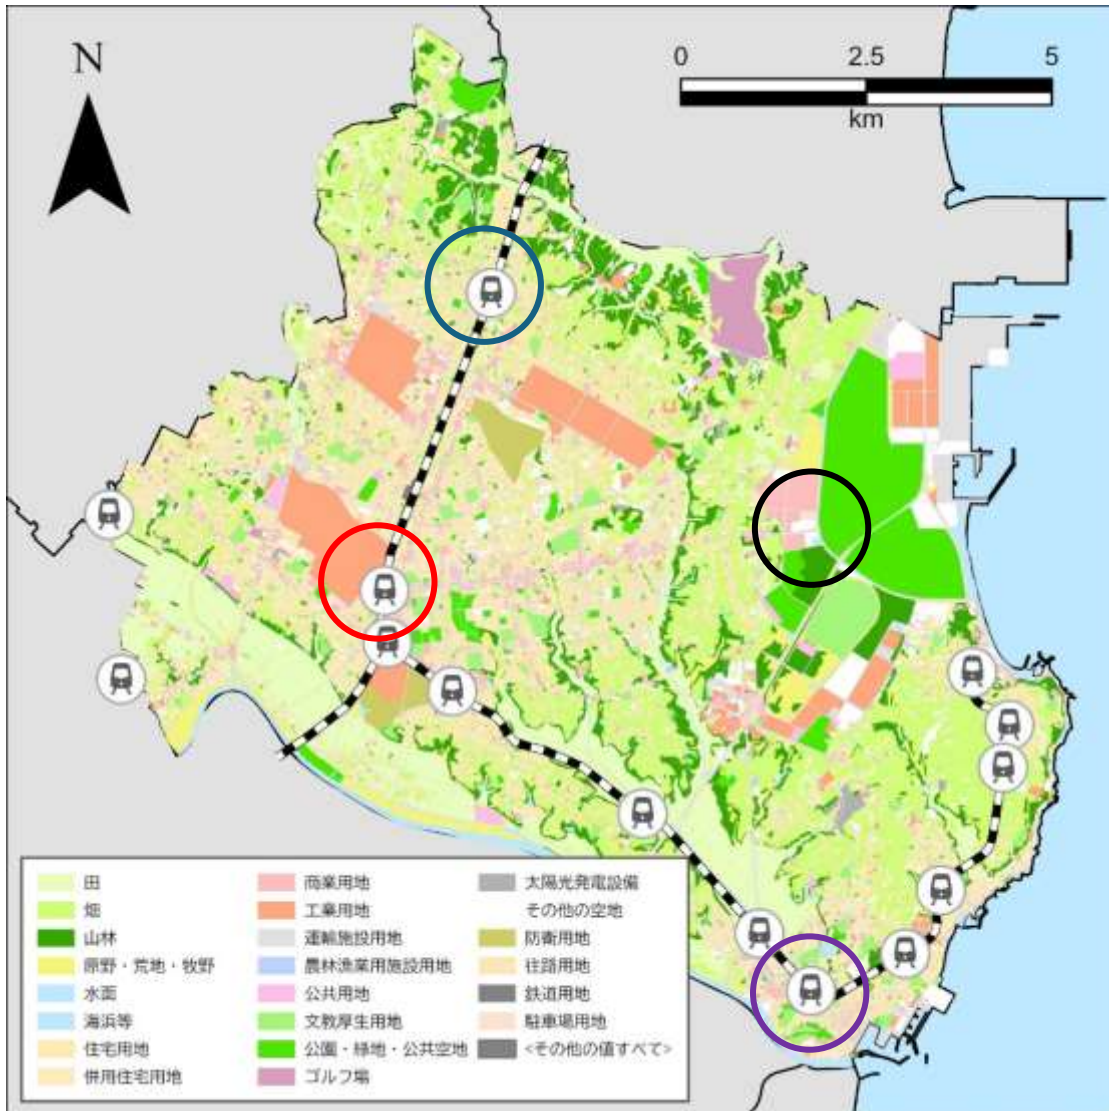 N
0 2.5 5
km
田
畑
山林
原野・荒地・牧野
水面
海浜等
住宅用地
併用住宅用地
商業用地
工業用地
運輸施設用地
農林漁業用施設用地
公共用地
文教厚生用地
公園・緑地・公共空地
ゴルフ場
太陽光発電設備
その他の空地
防衛用地
往路用地
鉄道用地
駐車場用地
<その他の値すべて>